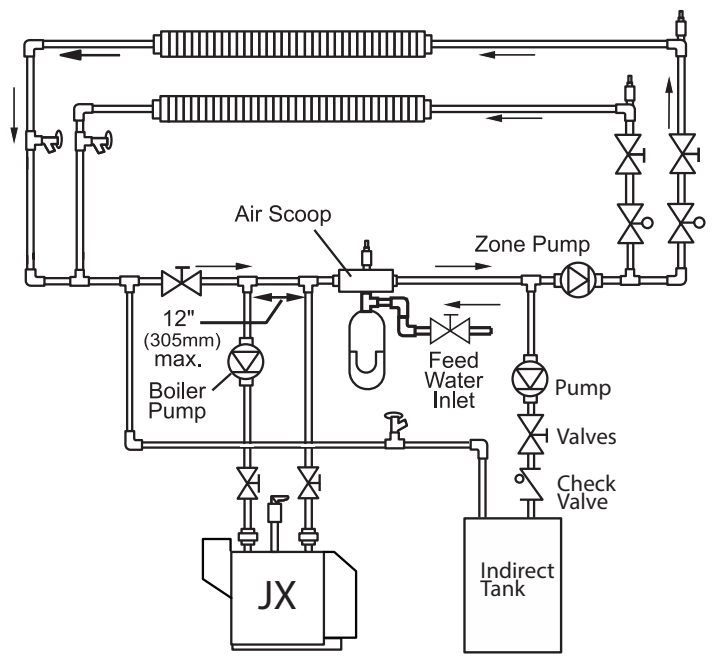 Air Scoop
Zone Pump
12"
(305mm)
max.
Boiler
Pump
Feed
Water
Inlet
Pump
Valves
Check
Valve
JX
Indirect
Tank